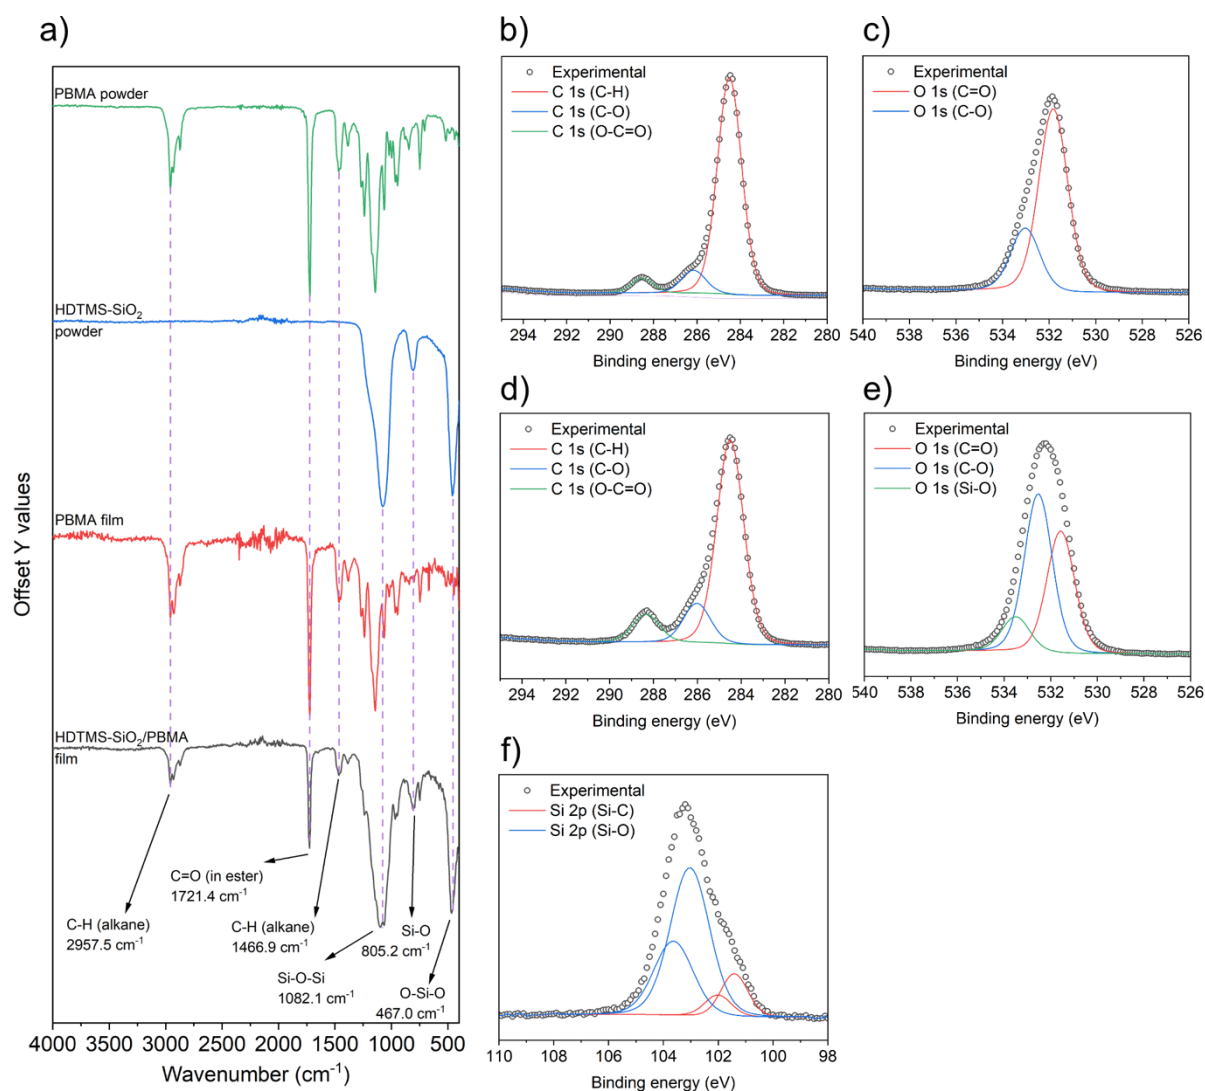 a)
PBMA powder
HDTMS-SiO₂
powder
PBMA film
HDTMS-SiO₂/PBMA
film
C=O (in ester)
1721.4 cm⁻¹
C-H (alkane)
2957.5 cm⁻¹
C-H (alkane)
1466.9 cm⁻¹
Si-O
805.2 cm⁻¹
Si-O-Si
1082.1 cm⁻¹
O-Si-O
467.0 cm⁻¹
Offset Y values
4000 3500 3000 2500 2000 1500 1000 500
Wavenumber (cm⁻¹)
b)
Experimental
C 1s (C-H)
C 1s (C-O)
C 1s (O-C=O)
294 292 290 288 286 284 282 280
Binding energy (eV)
c)
Experimental
O 1s (C=O)
O 1s (C-O)
540 538 536 534 532 530 528 526
Binding energy (eV)
d)
Experimental
C 1s (C-H)
C 1s (C-O)
C 1s (O-C=O)
294 292 290 288 286 284 282 280
Binding energy (eV)
e)
Experimental
O 1s (C=O)
O 1s (C-O)
O 1s (Si-O)
540 538 536 534 532 530 528 526
Binding energy (eV)
f)
Experimental
Si 2p (Si-C)
Si 2p (Si-O)
110 108 106 104 102 100 98
Binding energy (eV)